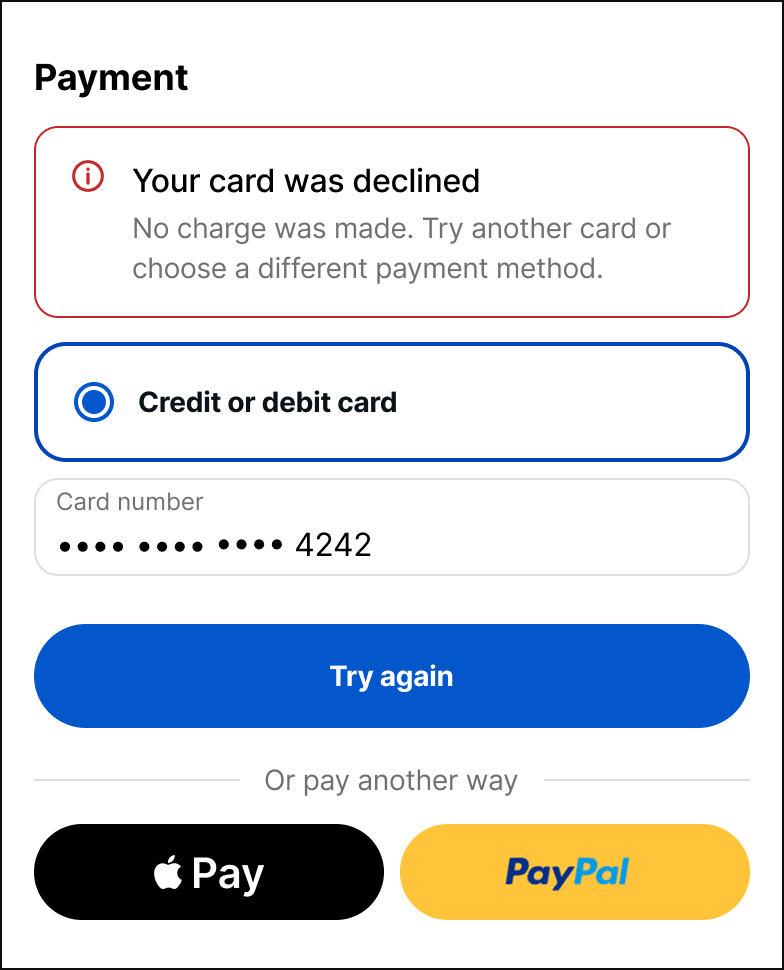 Payment
Your card was declined
No charge was made. Try another card or
choose a different payment method.
Credit or debit card
Card number
•••• •••• •••• 4242
Try again
Or pay another way
Pay
PayPal